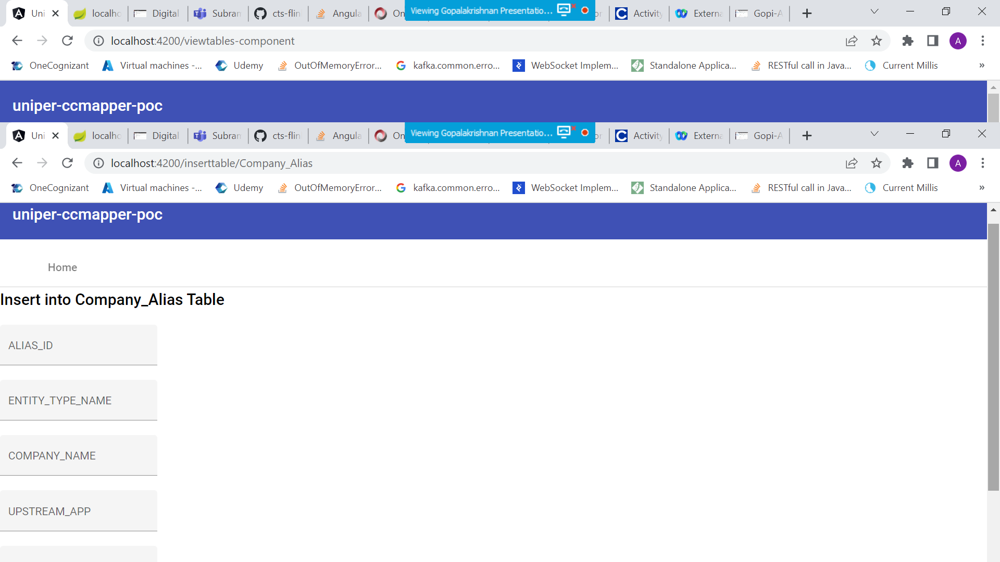 Uni localho Digital Subram cts-flin Angula On Viewing Gopalakrishnan Presentatio... or Activity Externa Gopi-A
localhost:4200/viewtables-component A
OneCognizant Virtual machines -... Udemy OutOfMemoryError... kafka.common.erro... WebSocket Implem... Standalone Applica... RESTful call in Java... Current Millis »
uniper-ccmapper-poc
Uni localho Digital Subram cts-flin Angula On Viewing Gopalakrishnan Presentatio... or Activity Externa Gopi-A
localhost:4200/inserttable/Company_Alias A
OneCognizant Virtual machines -... Udemy OutOfMemoryError... kafka.common.erro... WebSocket Implem... Standalone Applica... RESTful call in Java... Current Millis »
uniper-ccmapper-poc
Home
Insert into Company_Alias Table
ALIAS_ID
ENTITY_TYPE_NAME
COMPANY_NAME
UPSTREAM_APP